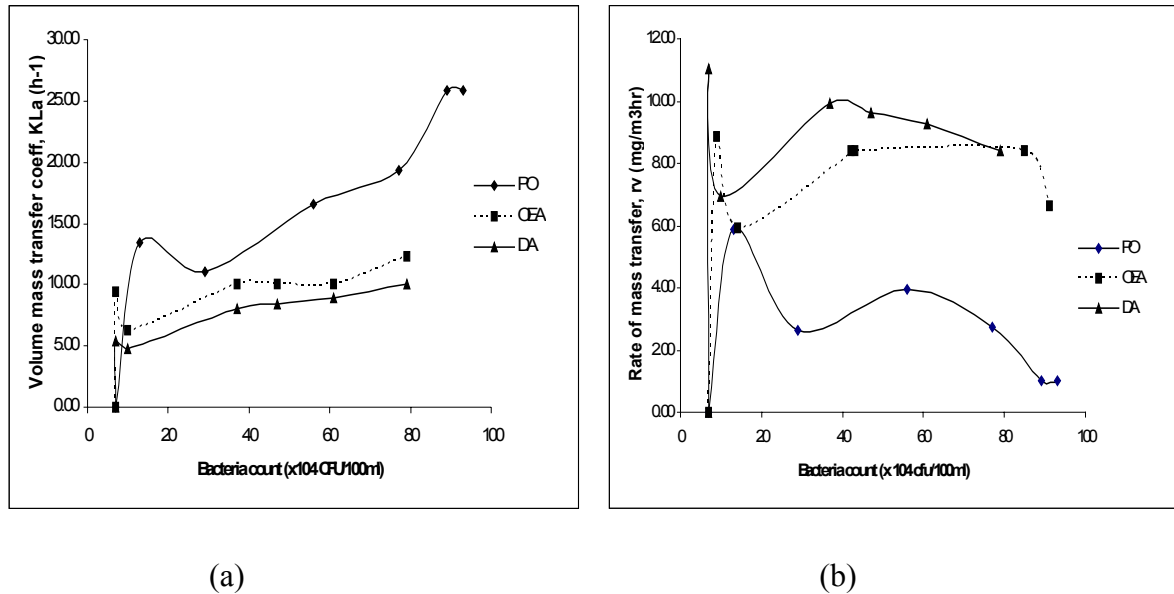 Volume mass transfer coeff, KLa (h-1)
30.00
25.00
20.00
15.00
10.00
5.00
0.00
0
20
40
60
80
100
Bacteria count (x104 CFU/100ml)
PO
OEA
DA
(a)
Rate of mass transfer, rv (mg/m3hr)
12.00
10.00
8.00
6.00
4.00
2.00
0.00
0
20
40
60
80
100
Bacteria count (x104 cfu/100ml)
PO
OEA
DA
(b)